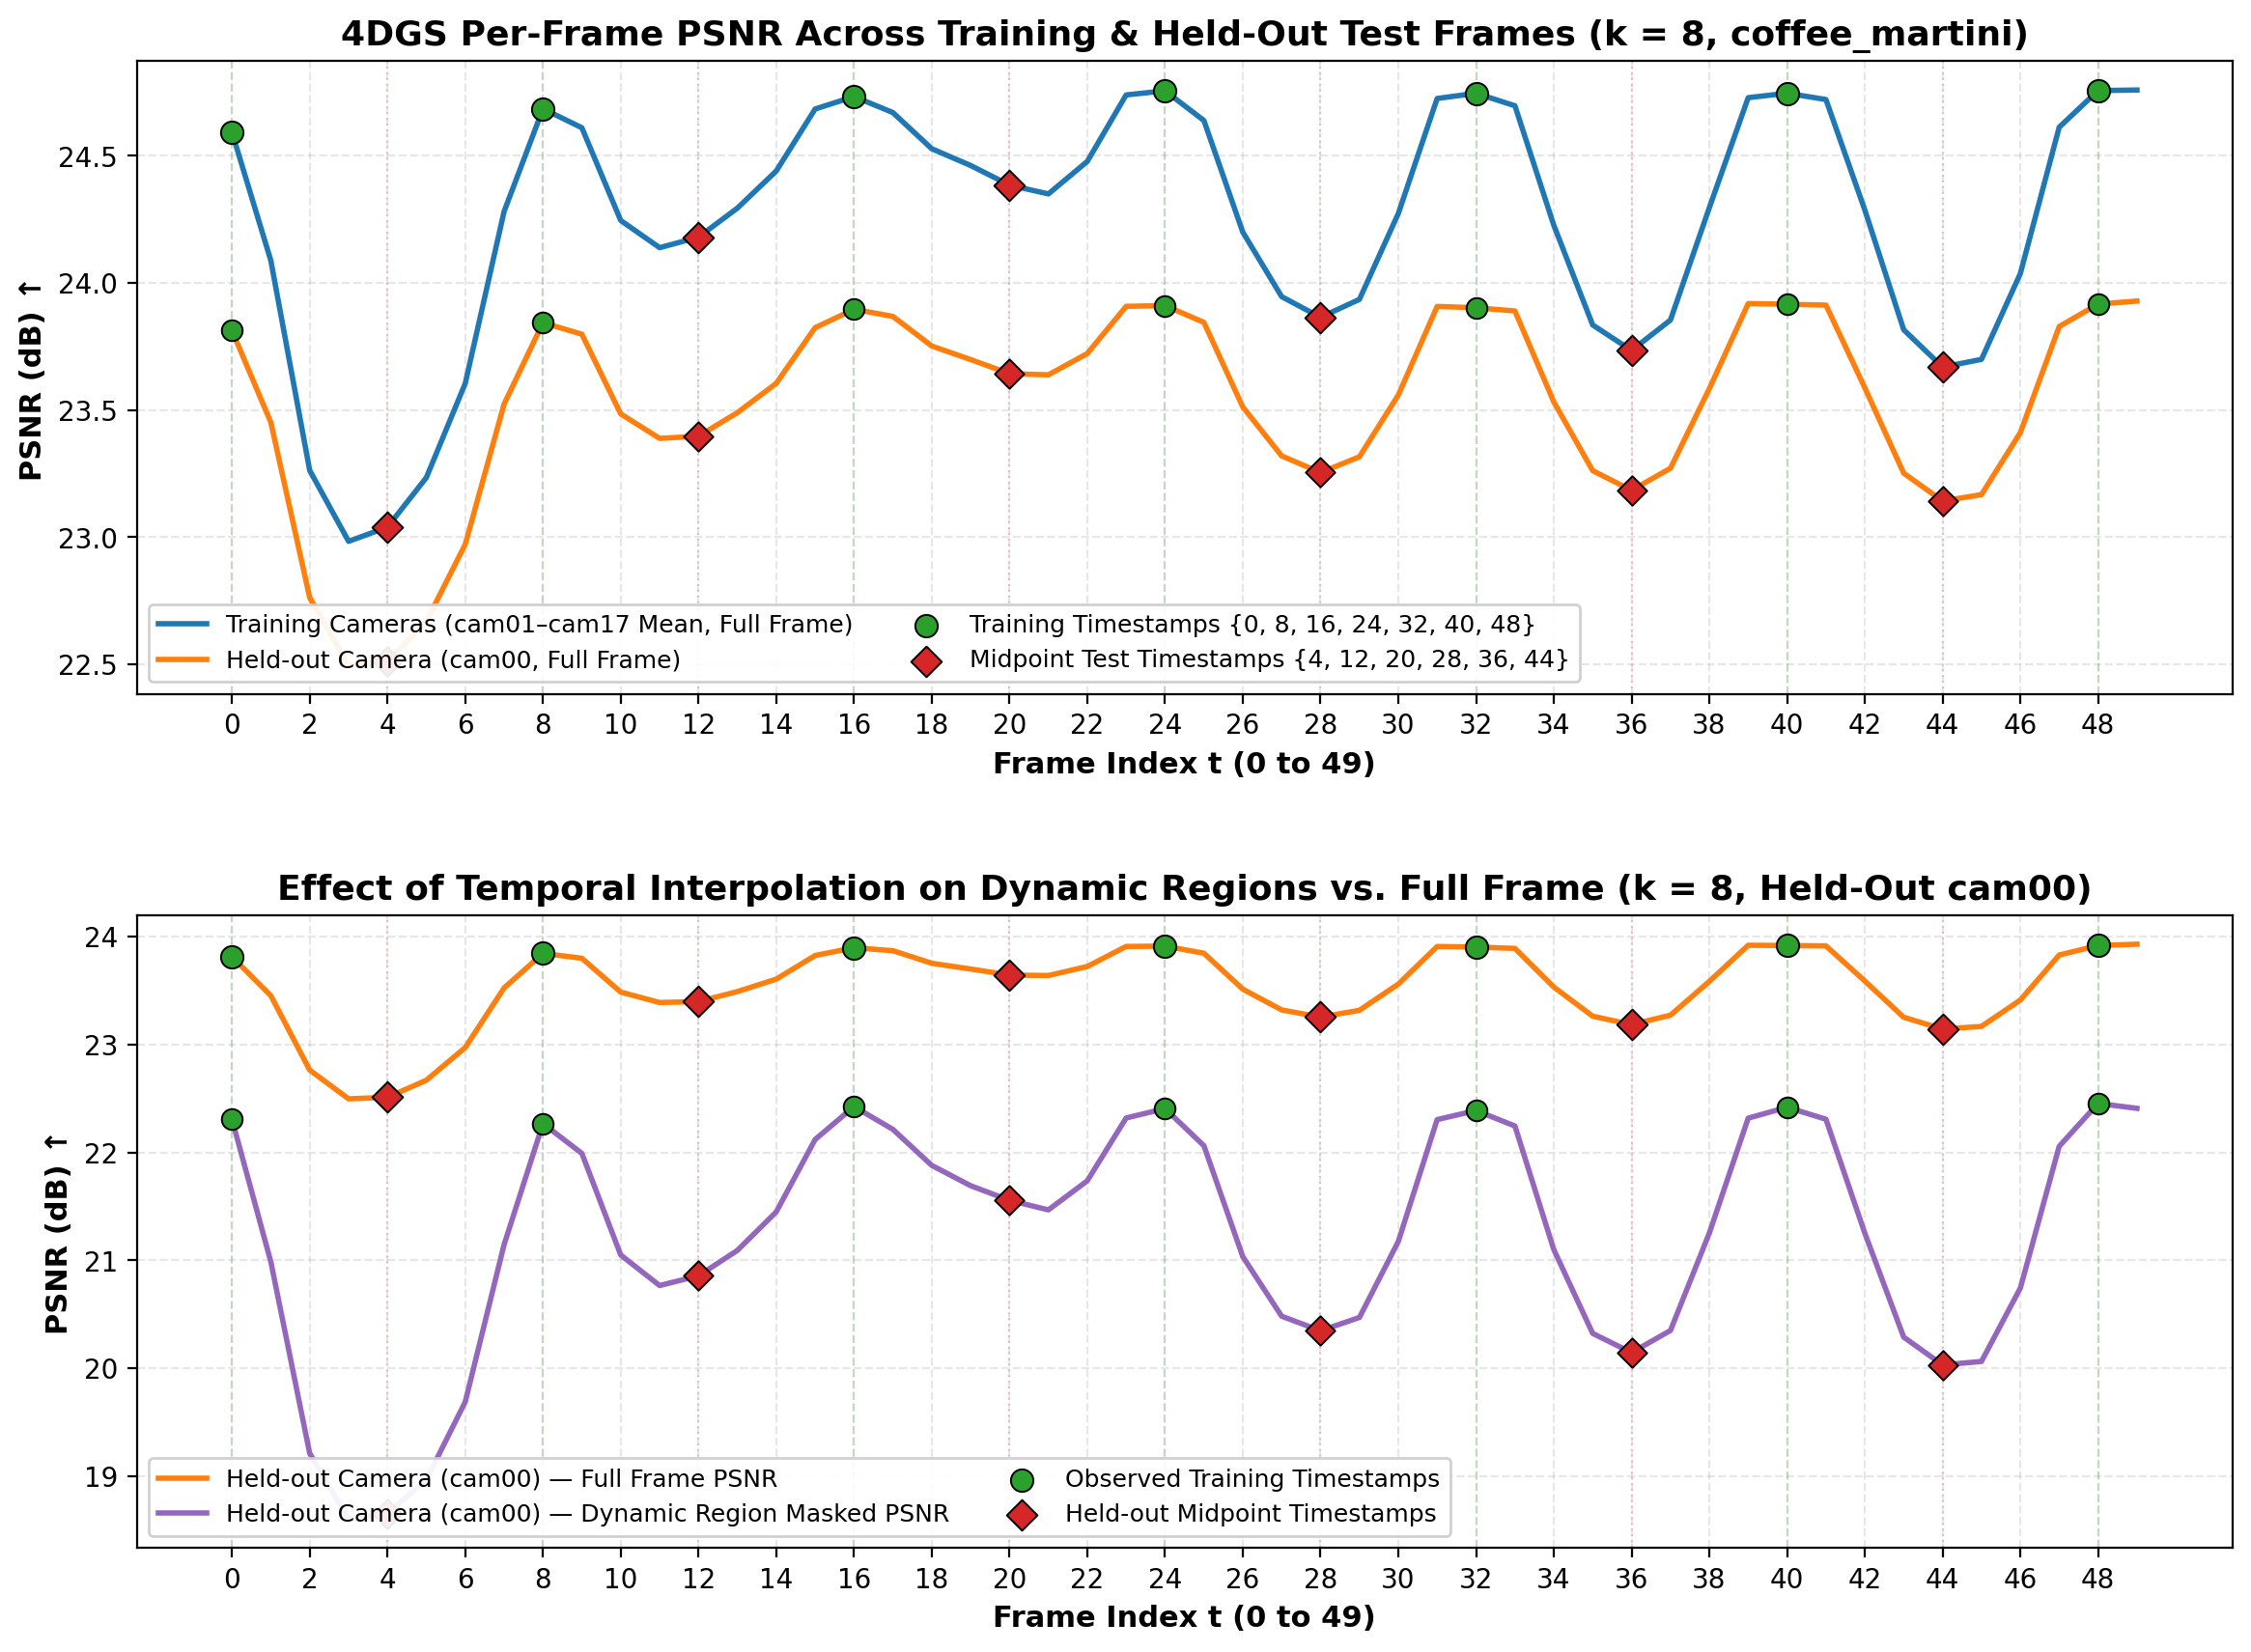 4DGS Per-Frame PSNR Across Training & Held-Out Test Frames (k = 8, coffee_martini)
PSNR (dB) ↑
24.5
24.0
23.5
23.0
22.5
Training Cameras (cam01–cam17 Mean, Full Frame)
Held-out Camera (cam00, Full Frame)
Training Timestamps {0, 8, 16, 24, 32, 40, 48}
Midpoint Test Timestamps {4, 12, 20, 28, 36, 44}
0 2 4 6 8 10 12 14 16 18 20 22 24 26 28 30 32 34 36 38 40 42 44 46 48
Frame Index t (0 to 49)
Effect of Temporal Interpolation on Dynamic Regions vs. Full Frame (k = 8, Held-Out cam00)
PSNR (dB) ↑
24
23
22
21
20
19
Held-out Camera (cam00) — Full Frame PSNR
Held-out Camera (cam00) — Dynamic Region Masked PSNR
Observed Training Timestamps
Held-out Midpoint Timestamps
0 2 4 6 8 10 12 14 16 18 20 22 24 26 28 30 32 34 36 38 40 42 44 46 48
Frame Index t (0 to 49)